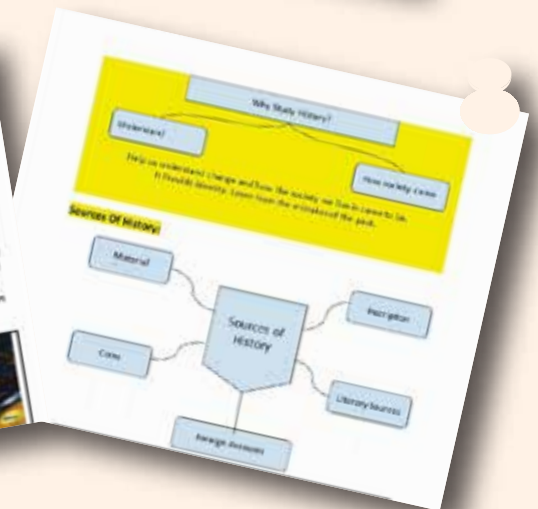 Why Study History?
Understand
How society came
Help us understand change and how the society we live in came to be.
It Provide Identity. Learn from the of the past.
Sources Of History:
Material
Inscription
Sources of
History
Coins
Literary Sources
Foreign Accounts